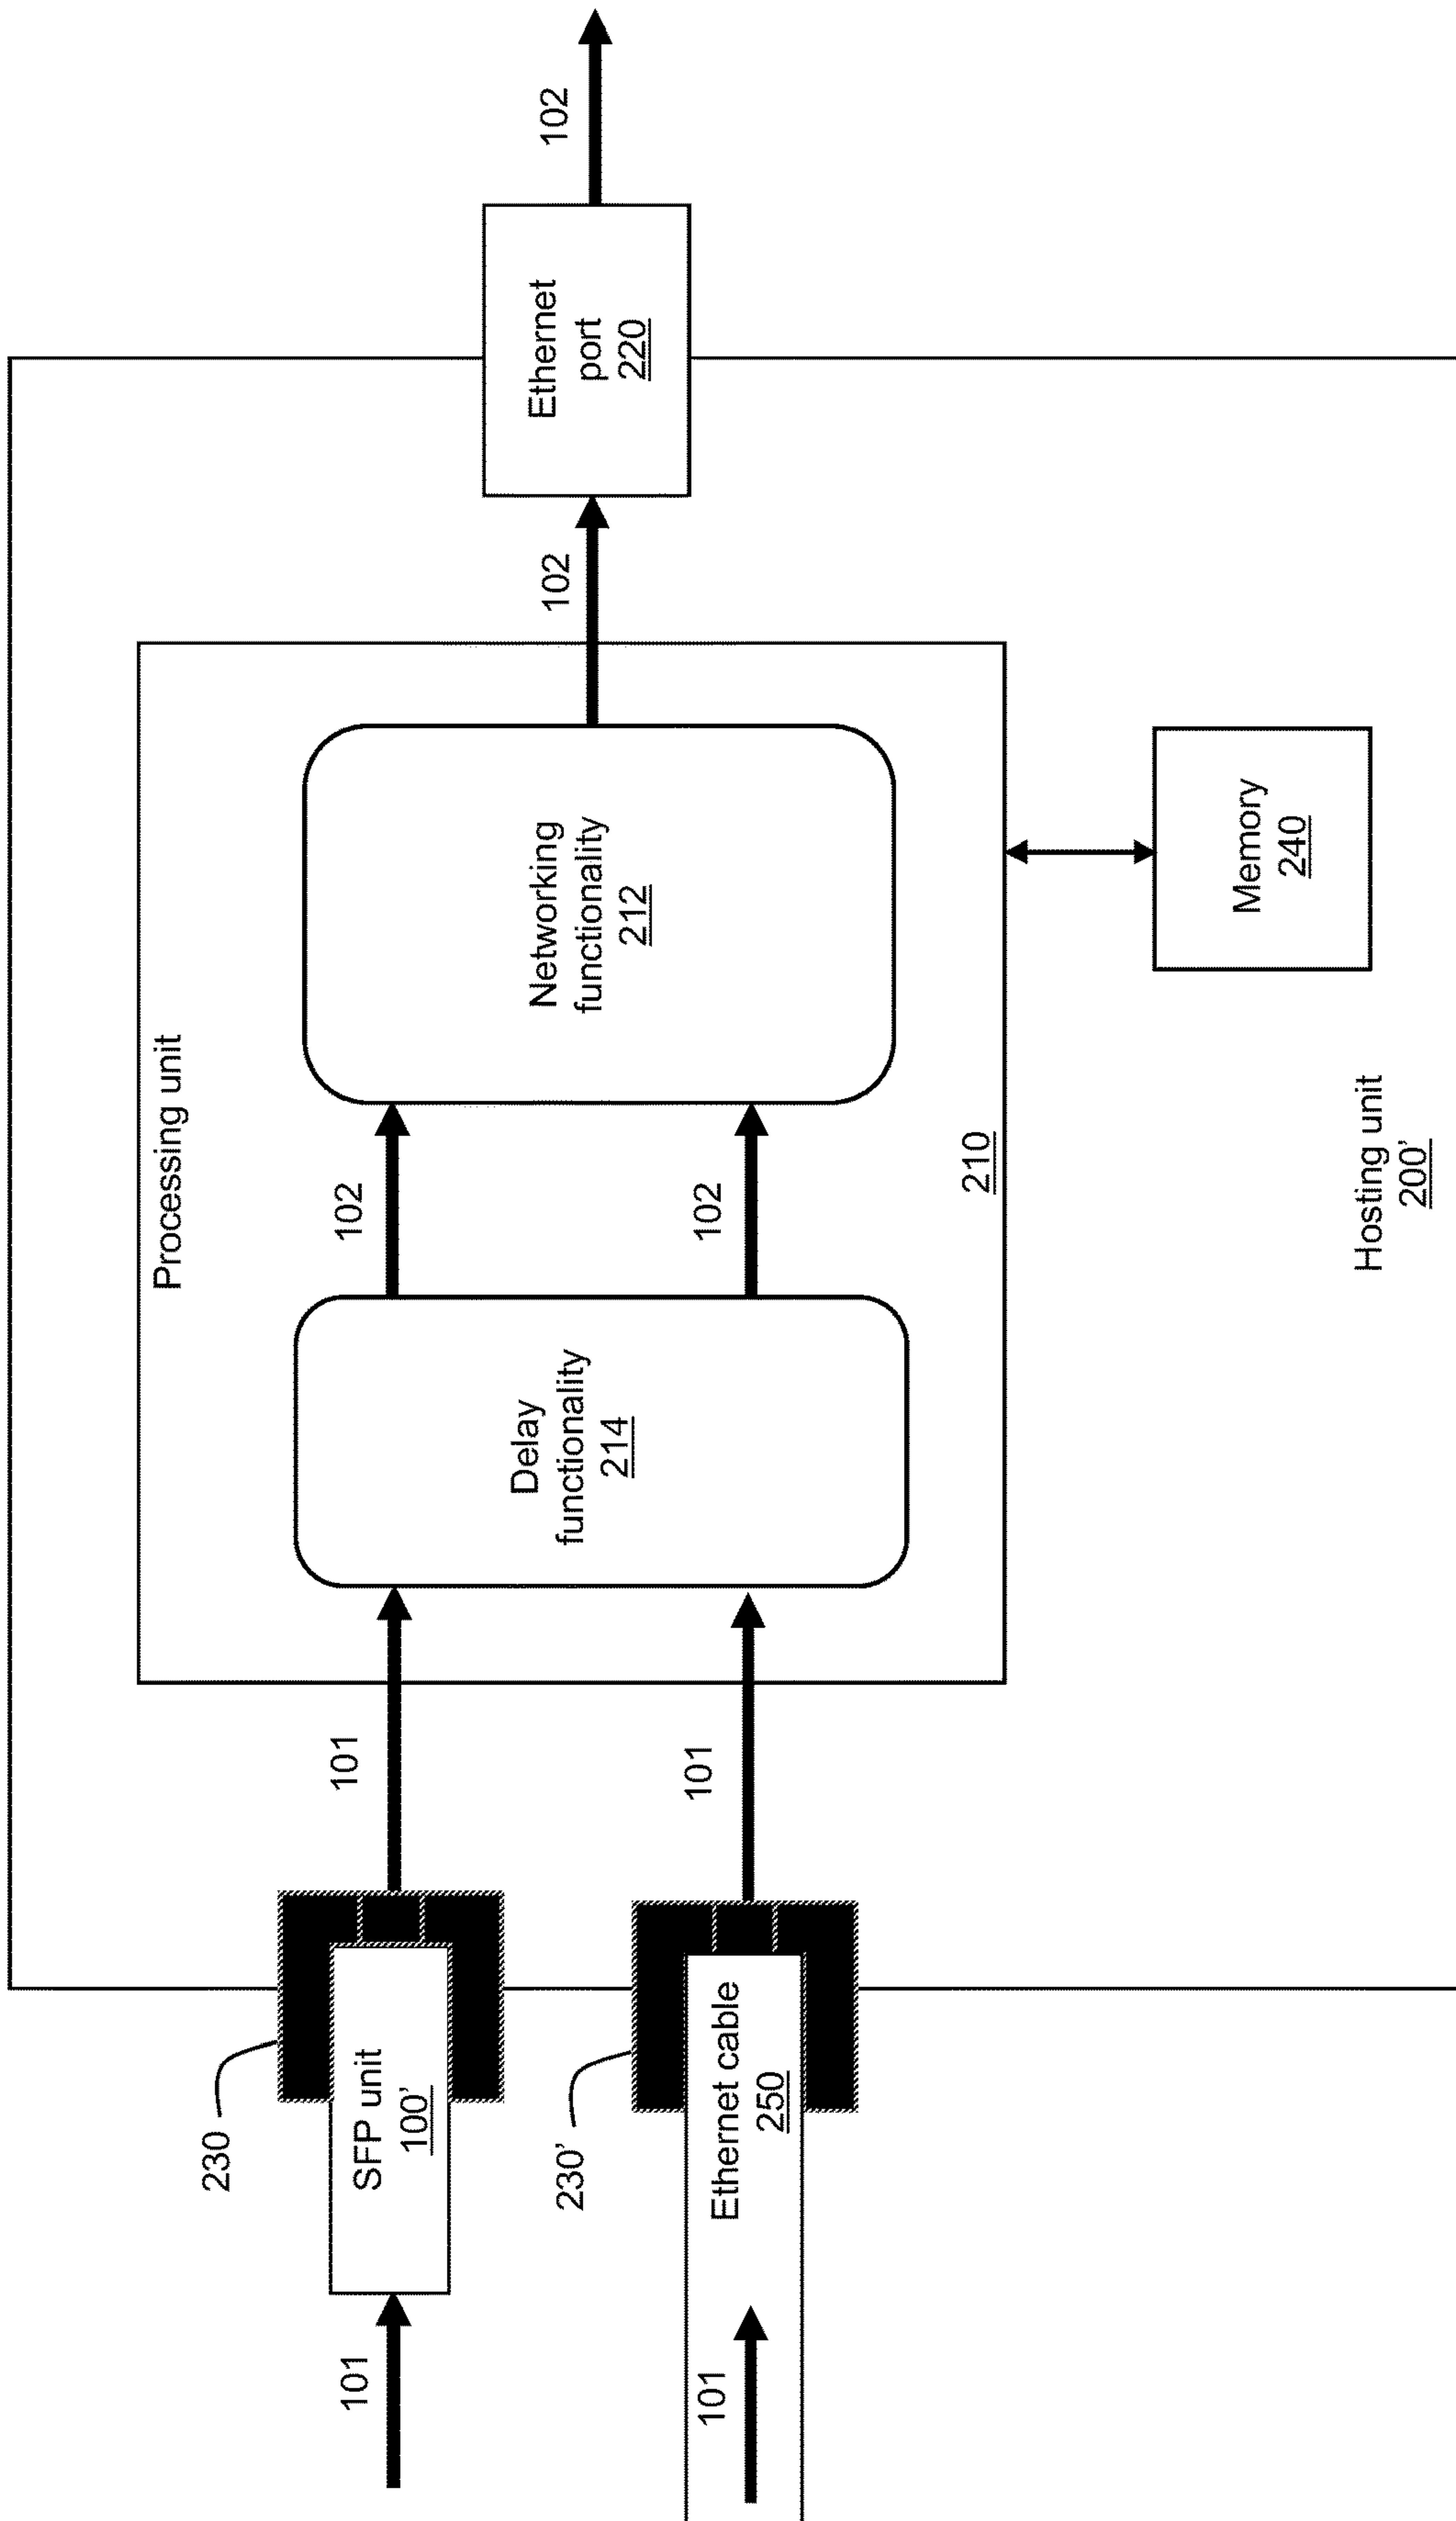 Processing unit
102
102
Ethernet
port
220
230
SFP unit
100’
101
101
102
Delay
functionality
214
Networking
functionality
212
230’
Ethernet cable
250
101
101
102
210
Memory
240
Hosting unit
200’